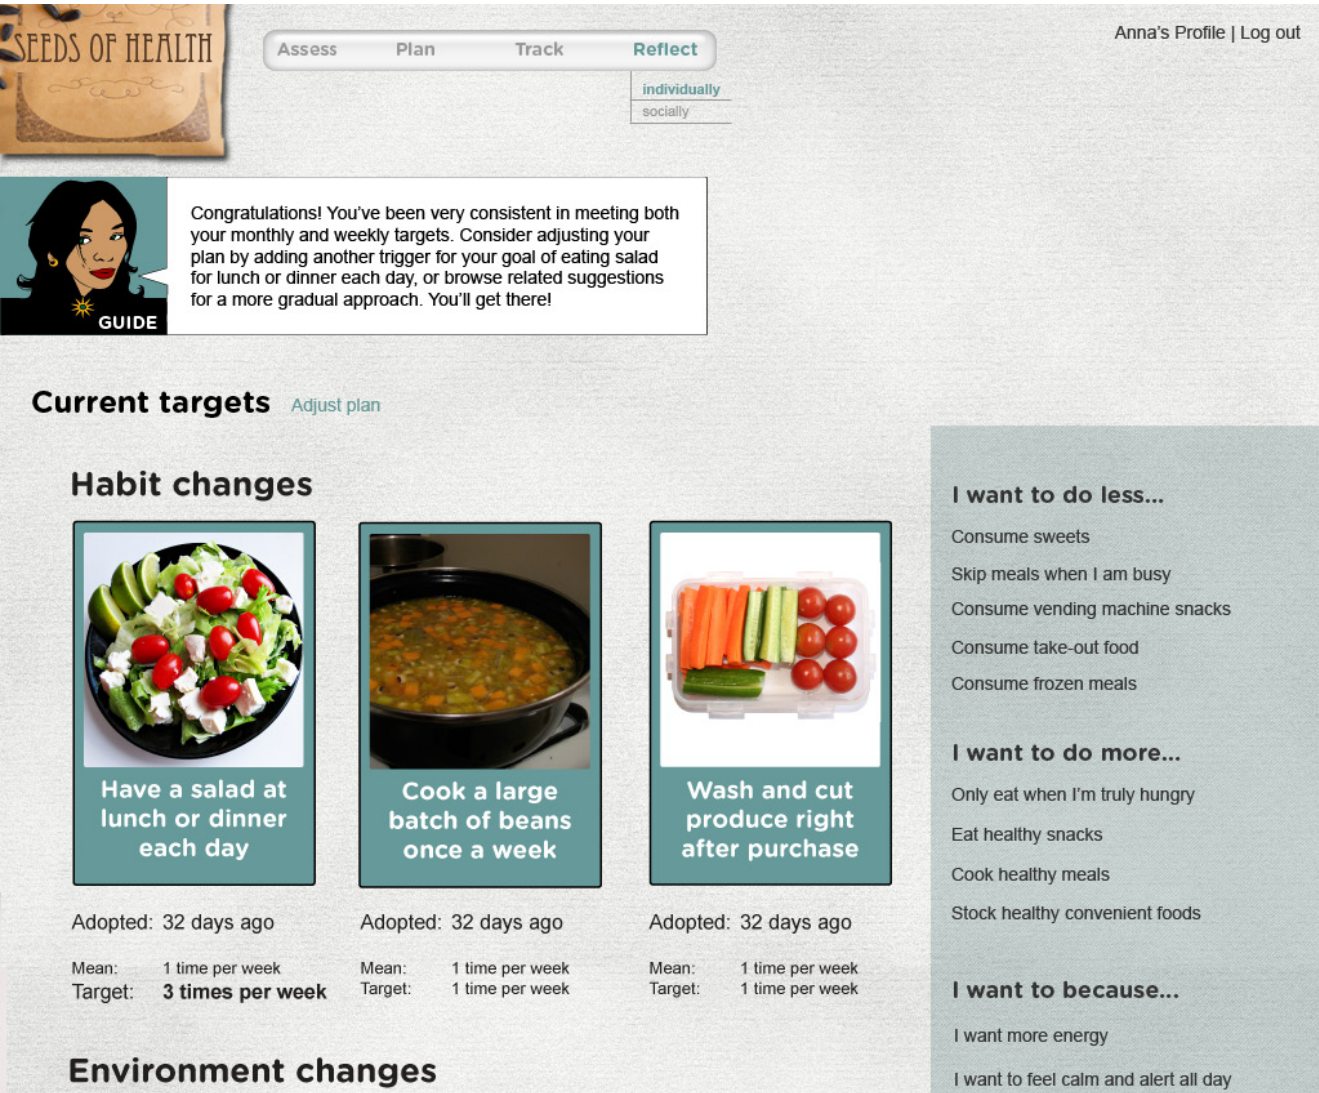 SEEDS OF HEALTH
Assess Plan Track Reflect
individually
socially
Anna's Profile | Log out
Congratulations! You've been very consistent in meeting both
your monthly and weekly targets. Consider adjusting your
plan by adding another trigger for your goal of eating salad
for lunch or dinner each day, or browse related suggestions
for a more gradual approach. You'll get there!
GUIDE
Current targets Adjust plan
Habit changes
Have a salad at
lunch or dinner
each day
Adopted: 32 days ago
Mean: 1 time per week
Target: 3 times per week
Cook a large
batch of beans
once a week
Adopted: 32 days ago
Mean: 1 time per week
Target: 1 time per week
Wash and cut
produce right
after purchase
Adopted: 32 days ago
Mean: 1 time per week
Target: 1 time per week
Environment changes
I want to do less...
Consume sweets
Skip meals when I am busy
Consume vending machine snacks
Consume take-out food
Consume frozen meals
I want to do more...
Only eat when I'm truly hungry
Eat healthy snacks
Cook healthy meals
Stock healthy convenient foods
I want to because...
I want more energy
I want to feel calm and alert all day